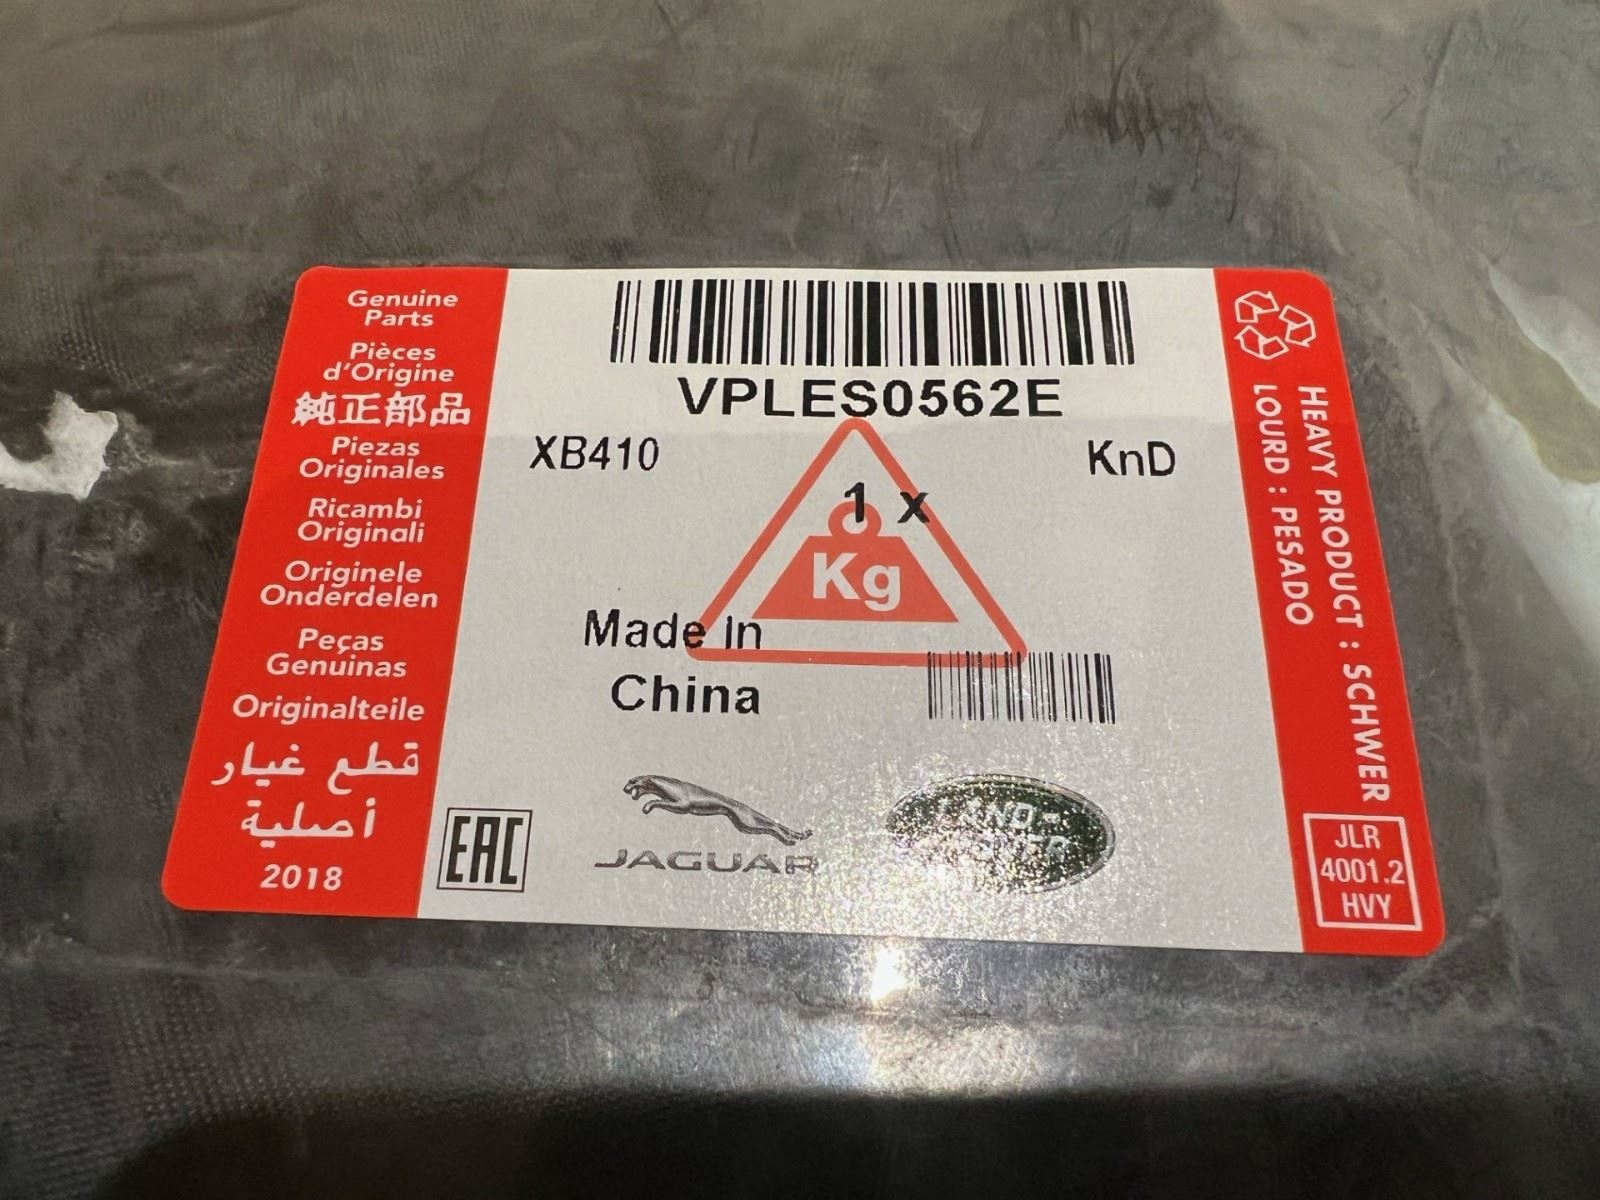 Genuine
Parts
Pièces
d'Origine
純正部品
Piezas
Originales
Ricambi
Originali
Originele
Onderdelen
Peças
Genuinas
Originalteile
قطع غيار
أصلية
2018
VPLES0562E
XB410
KnD
1 x
Kg
Made In
China
EAC
JAGUAR
LAND-
ROVER
HEAVY PRODUCT : SCHWER
LOURD : PESADO
JLR
4001.2
HVY